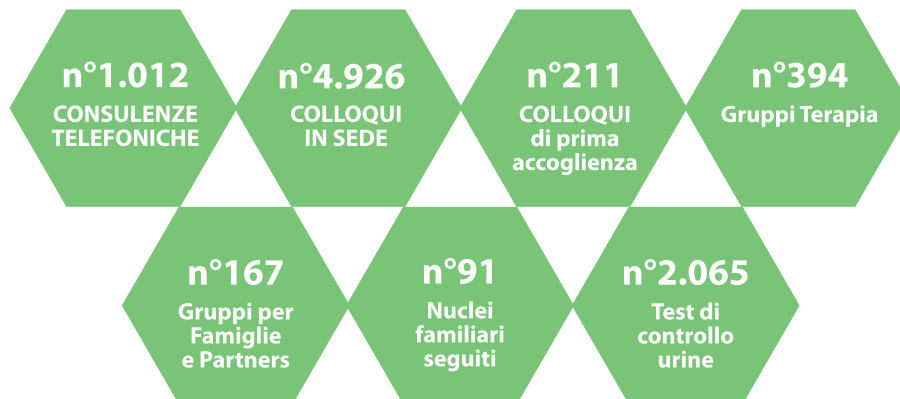 n°1.012
CONSULENZE
TELEFONICHE
n°4.926
COLLOQUI
IN SEDE
n°211
COLLOQUI
di prima
accoglienza
n°394
Gruppi Terapia
n°167
Gruppi per
Famiglie
e Partners
n°91
Nuclei
familiari
seguiti
n°2.065
Test di
controllo
urine